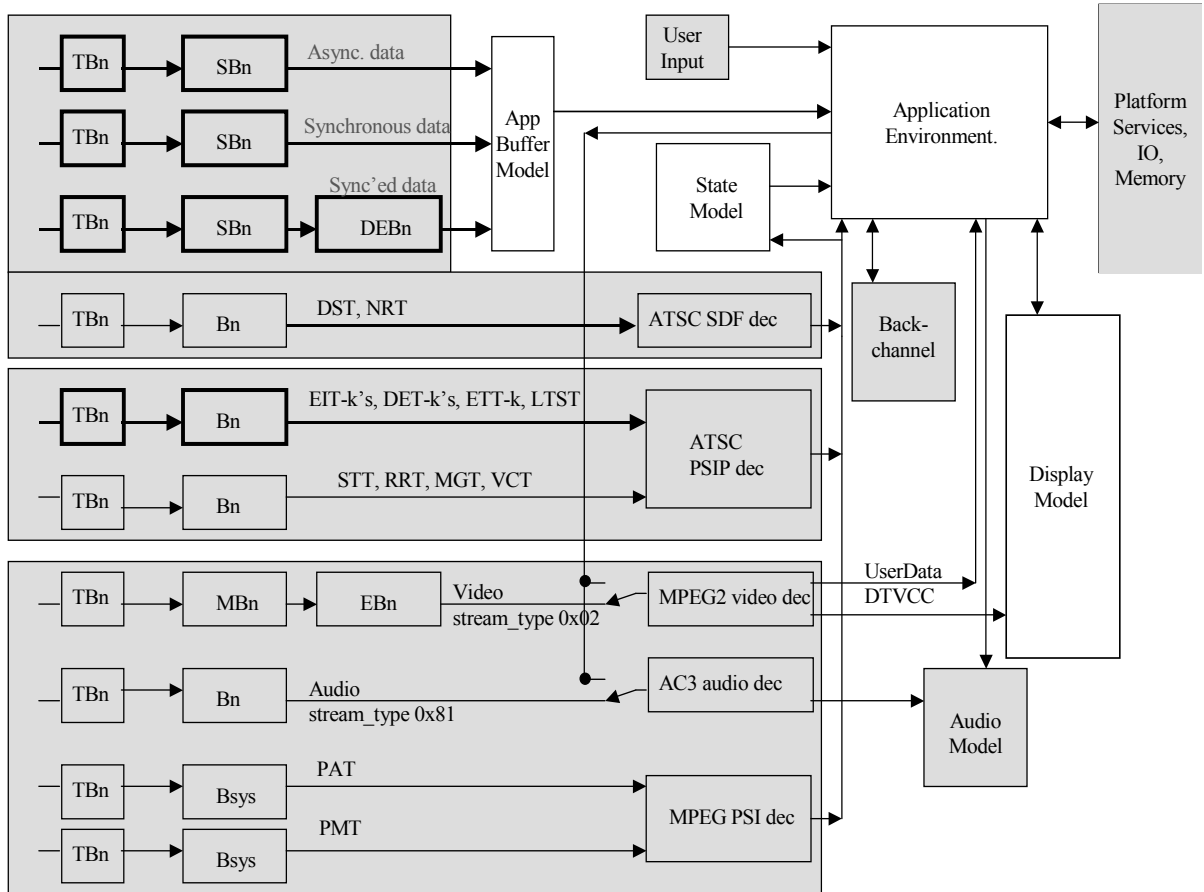 TBn
SBn
Async. data
TBn
SBn
Synchronous data
TBn
SBn
Sync'ed data
DEBn
App
Buffer
Model
User
Input
Application
Environment.
State
Model
Platform
Services,
IO,
Memory
TBn
Bn
DST, NRT
ATSC SDF dec
Back-
channel
TBn
Bn
EIT-k's, DET-k's, ETT-k, LTST
ATSC
PSIP dec
TBn
Bn
STT, RRT, MGT, VCT
Display
Model
TBn
MBn
EBn
Video
stream_type 0x02
MPEG2 video dec
UserData
DTVCC
TBn
Bn
Audio
stream_type 0x81
AC3 audio dec
Audio
Model
TBn
Bsys
PAT
MPEG PSI dec
TBn
Bsys
PMT